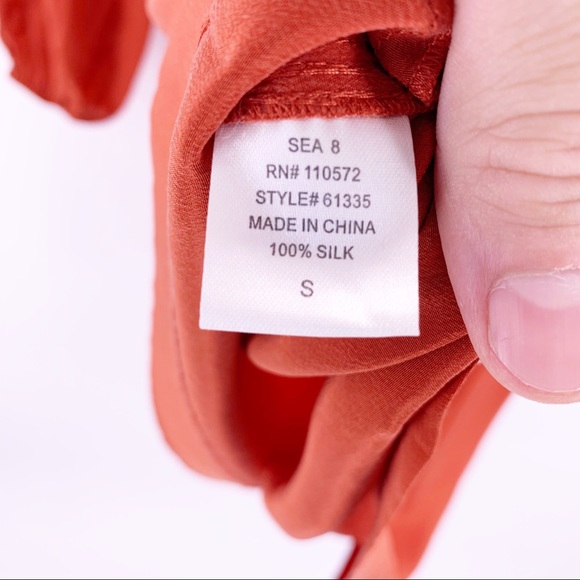 SEA 8
RN# 110572
STYLE# 61335
MADE IN CHINA
100% SILK
S